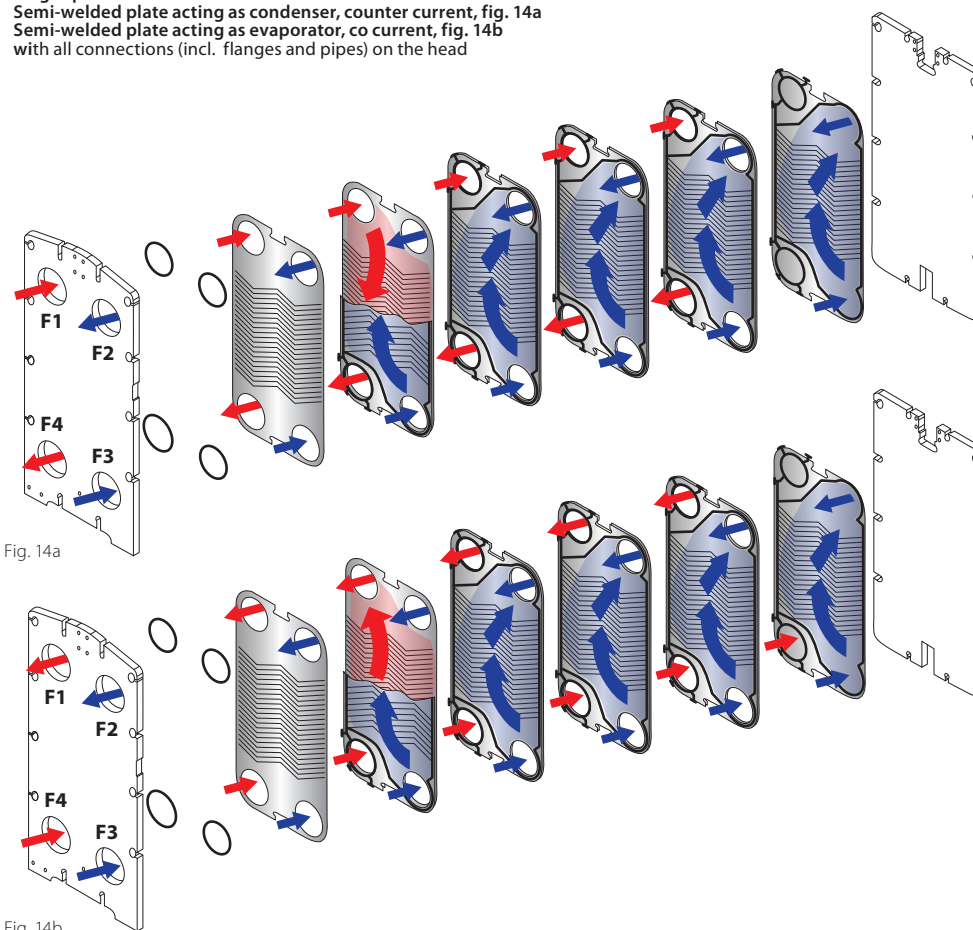 Semi-welded plate acting as condenser, counter current, fig. 14a
Semi-welded plate acting as evaporator, co current, fig. 14b
with all connections (incl. flanges and pipes) on the head
F1
F2
F4
F3
Fig. 14a
F1
F2
F4
F3
Fig. 14b